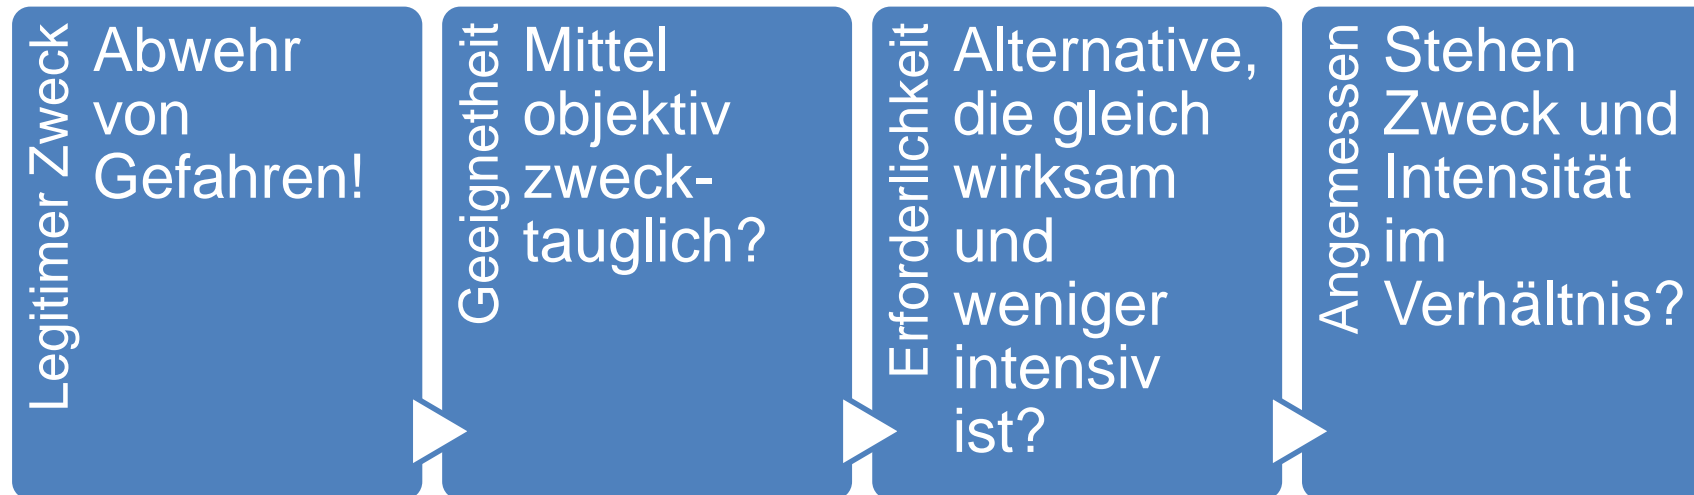 Legitimer Zweck
Abwehr
von
Gefahren!
Geeignetheit
Mittel
objektiv
zweck-
tauglich?
Erforderlichkeit
Alternative,
die gleich
wirksam
und
weniger
intensiv
ist?
Angemessen
Stehen
Zweck und
Intensität
im
Verhältnis?